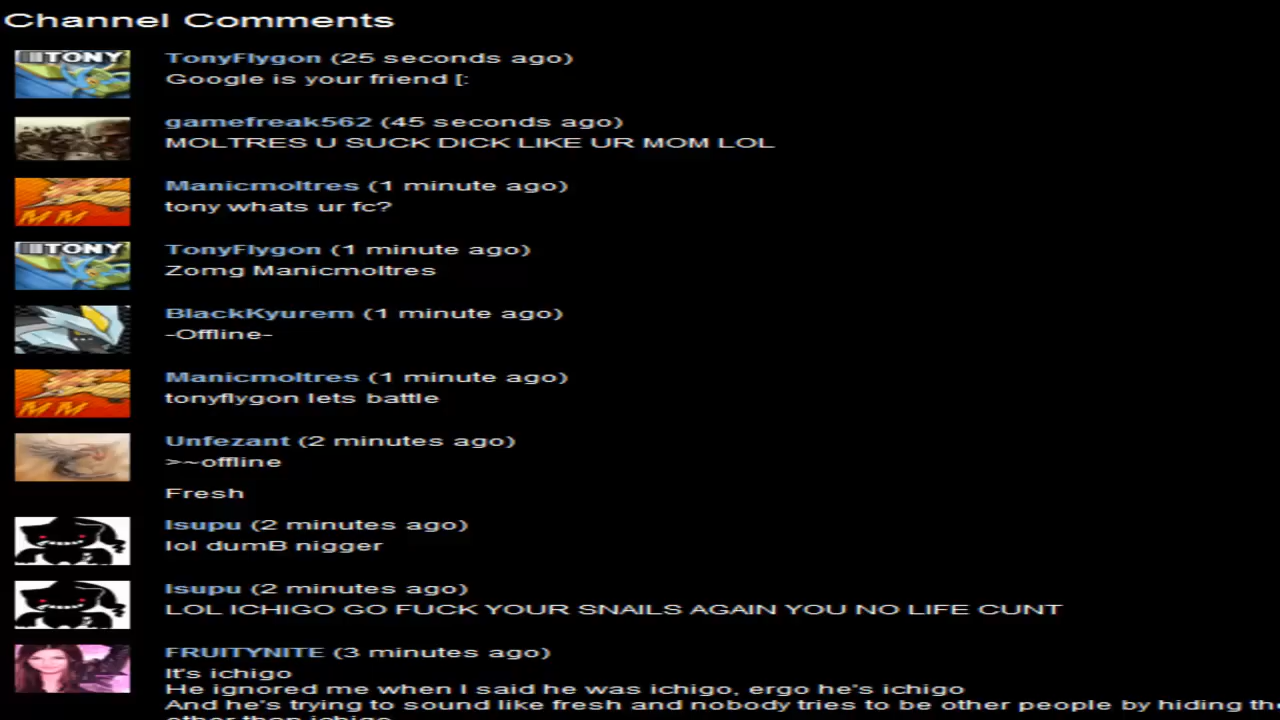 Channel Comments
TONY
TonyFlygon (25 seconds ago)
Google is your friend [:
gamefreak562 (45 seconds ago)
MOLTRES U SUCK DICK LIKE UR MOM LOL
MM
Manicmoltres (1 minute ago)
tony whats ur fc?
TONY
TonyFlygon (1 minute ago)
Zomg Manicmoltres
BlackKyurem (1 minute ago)
-Offline-
MM
Manicmoltres (1 minute ago)
tonyflygon lets battle
Unfezant (2 minutes ago)
>~offline
Fresh
Isupu (2 minutes ago)
lol dumB nigger
Isupu (2 minutes ago)
LOL ICHIGO GO FUCK YOUR SNAILS AGAIN YOU NO LIFE CUNT
FRUITYNITE (3 minutes ago)
It's ichigo
He ignored me when I said he was ichigo, ergo he's ichigo
And he's trying to sound like fresh and nobody tries to be other people by hiding
other than ichigo